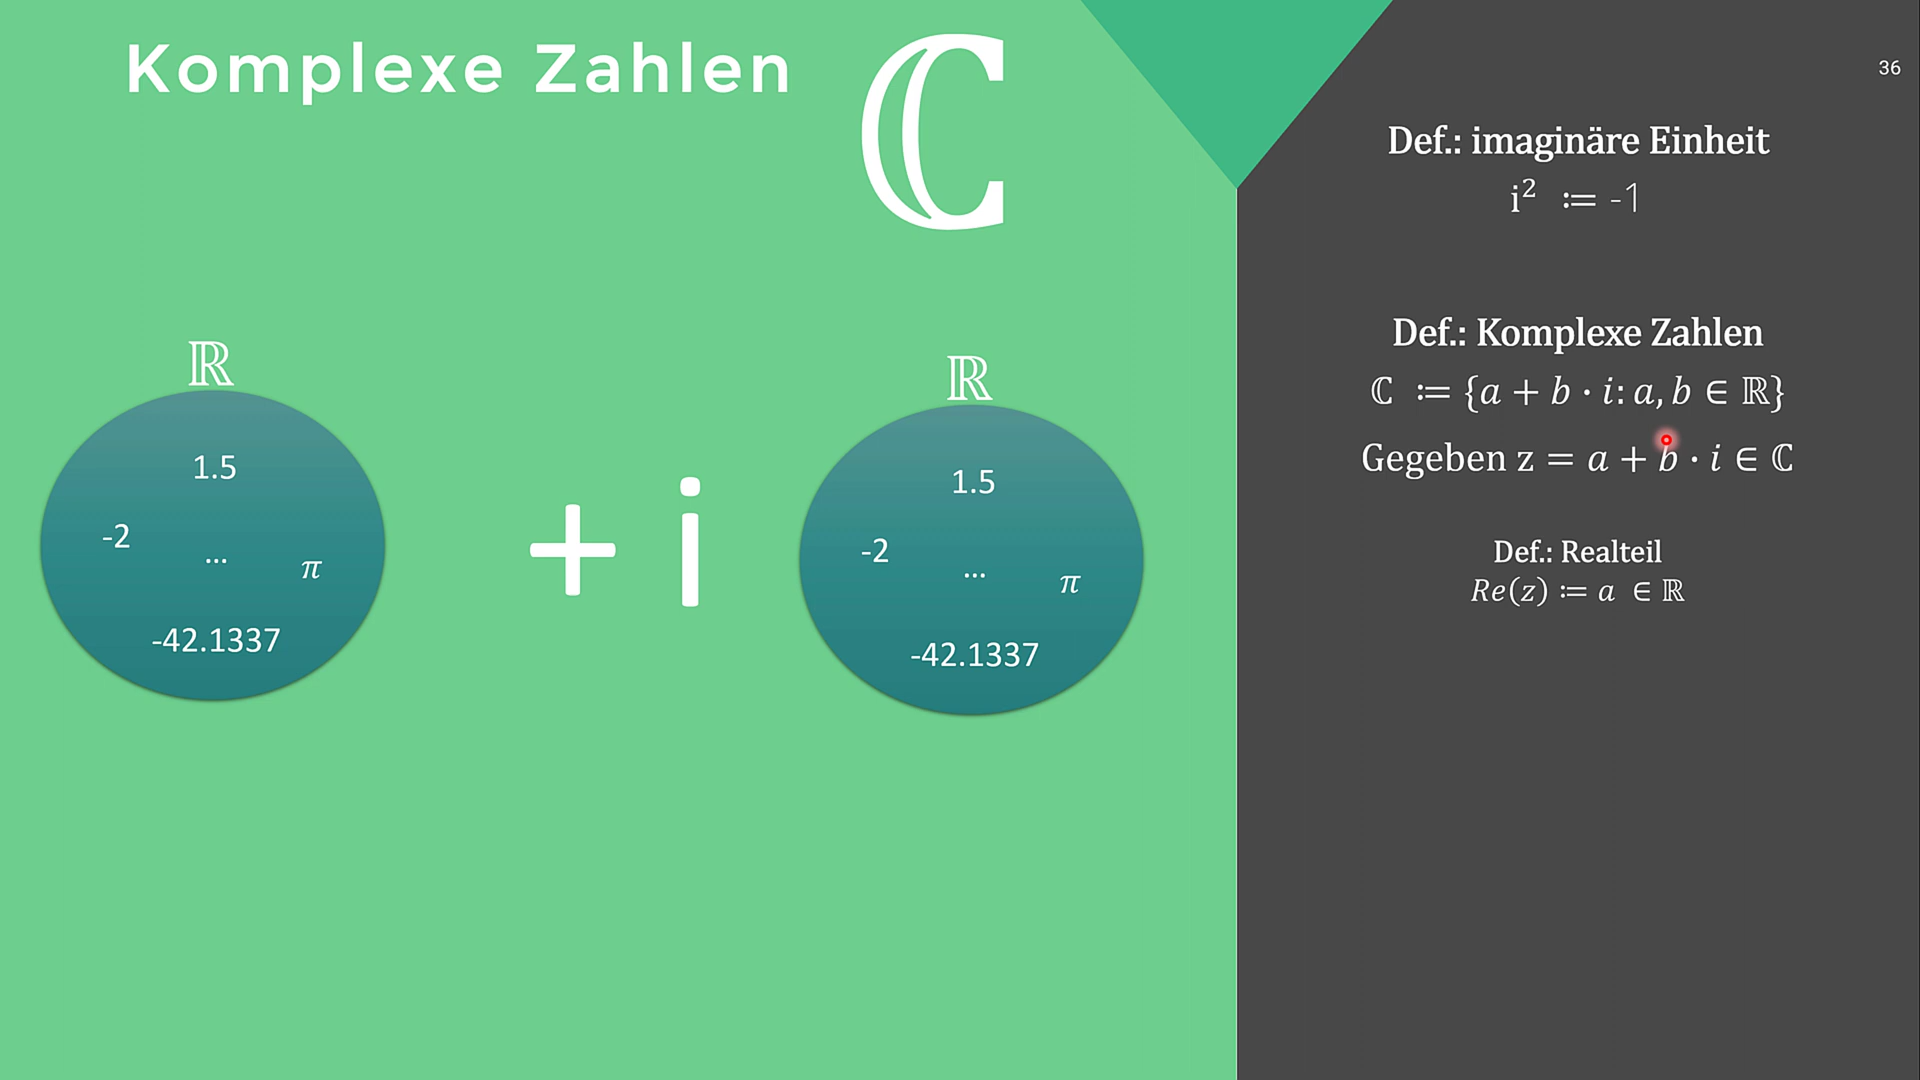 Komplexe Zahlen ℂ
36
ℝ
1.5
-2
...
π
-42.1337
+ i
ℝ
1.5
-2
...
π
-42.1337
Def.: imaginäre Einheit
i² ≔ -1
Def.: Komplexe Zahlen
ℂ ≔ {a + b · i: a, b ∈ ℝ}
Gegeben z = a + b · i ∈ ℂ
Def.: Realteil
Re(z) ≔ a ∈ ℝ